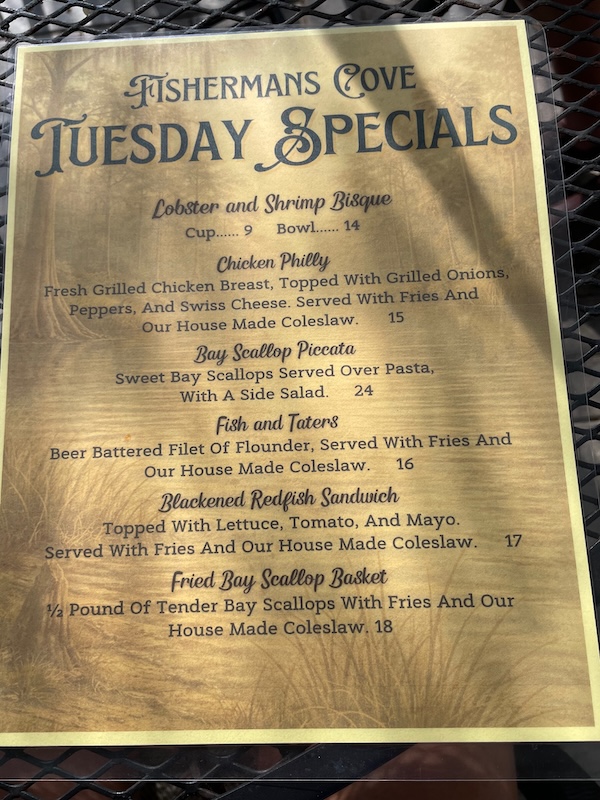 Fishermans Cove
Tuesday Specials
Lobster and Shrimp Bisque
Cup...... 9 Bowl...... 14
Chicken Philly
Fresh Grilled Chicken Breast, Topped With Grilled Onions,
Peppers, And Swiss Cheese. Served With Fries And
Our House Made Coleslaw. 15
Bay Scallop Piccata
Sweet Bay Scallops Served Over Pasta,
With A Side Salad. 24
Fish and Taters
Beer Battered Filet Of Flounder, Served With Fries And
Our House Made Coleslaw. 16
Blackened Redfish Sandwich
Topped With Lettuce, Tomato, And Mayo.
Served With Fries And Our House Made Coleslaw. 17
Fried Bay Scallop Basket
½ Pound Of Tender Bay Scallops With Fries And Our
House Made Coleslaw. 18